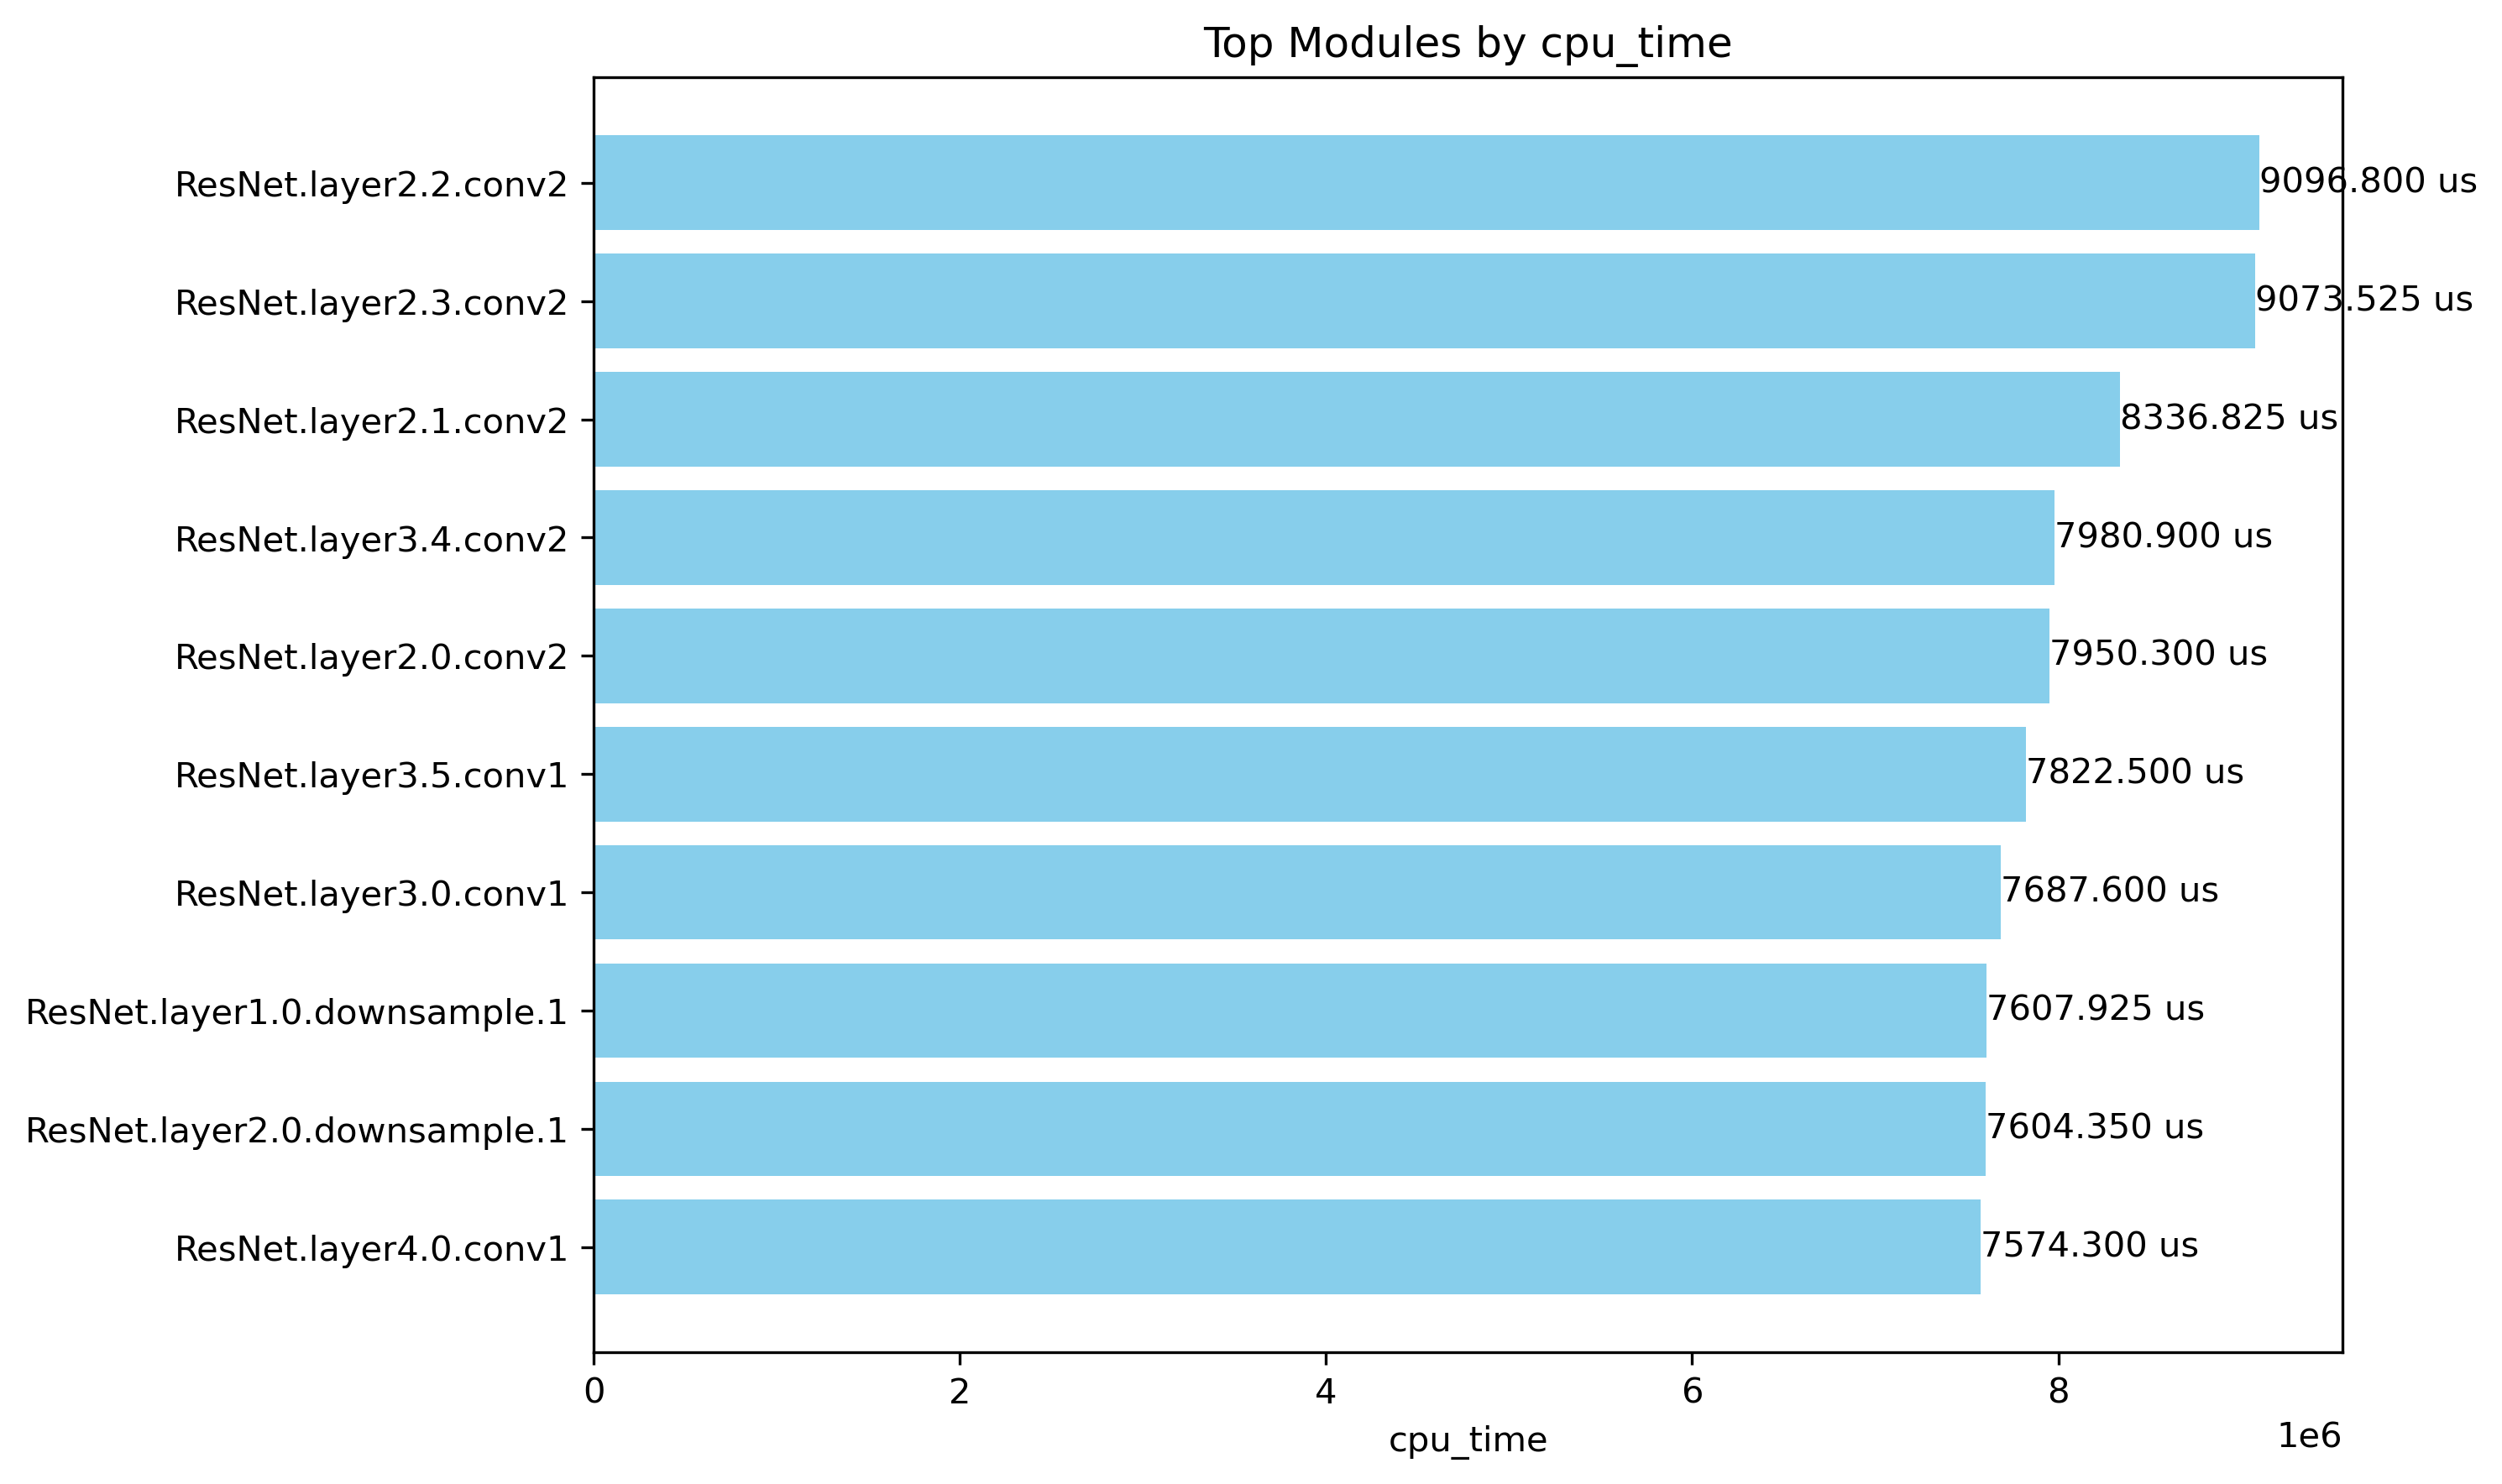 Top Modules by cpu_time
ResNet.layer2.2.conv2 9096.800 us
ResNet.layer2.3.conv2 9073.525 us
ResNet.layer2.1.conv2 8336.825 us
ResNet.layer3.4.conv2 7980.900 us
ResNet.layer2.0.conv2 7950.300 us
ResNet.layer3.5.conv1 7822.500 us
ResNet.layer3.0.conv1 7687.600 us
ResNet.layer1.0.downsample.1 7607.925 us
ResNet.layer2.0.downsample.1 7604.350 us
ResNet.layer4.0.conv1 7574.300 us
0 2 4 6 8
cpu_time
1e6